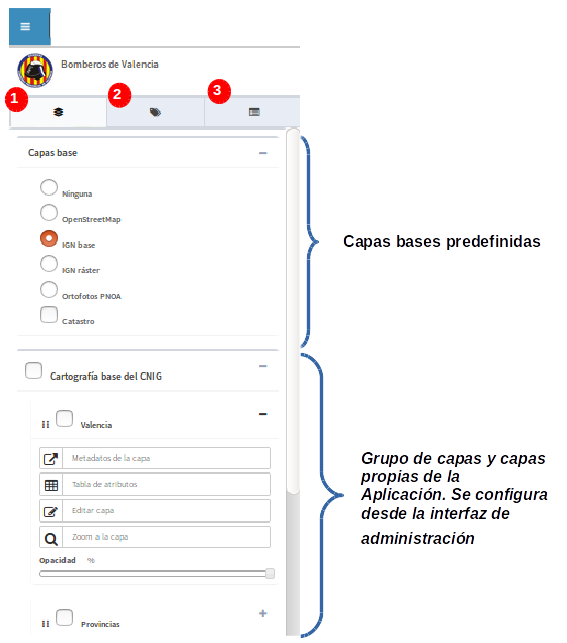 Bomberos de Valencia
1
2
3
Capas base
Ninguna
OpenStreetMap
IGN base
IGN ráster
Ortofotos PNOA
Catastro
Capas bases predefinidas
Cartografía base del CNIG
Valencia
Metadatos de la capa
Tabla de atributos
Editar capa
Zoom a la capa
Opacidad %
Provincias
Grupo de capas y capas
propias de la
Aplicación. Se configura
desde la interfaz de
administración